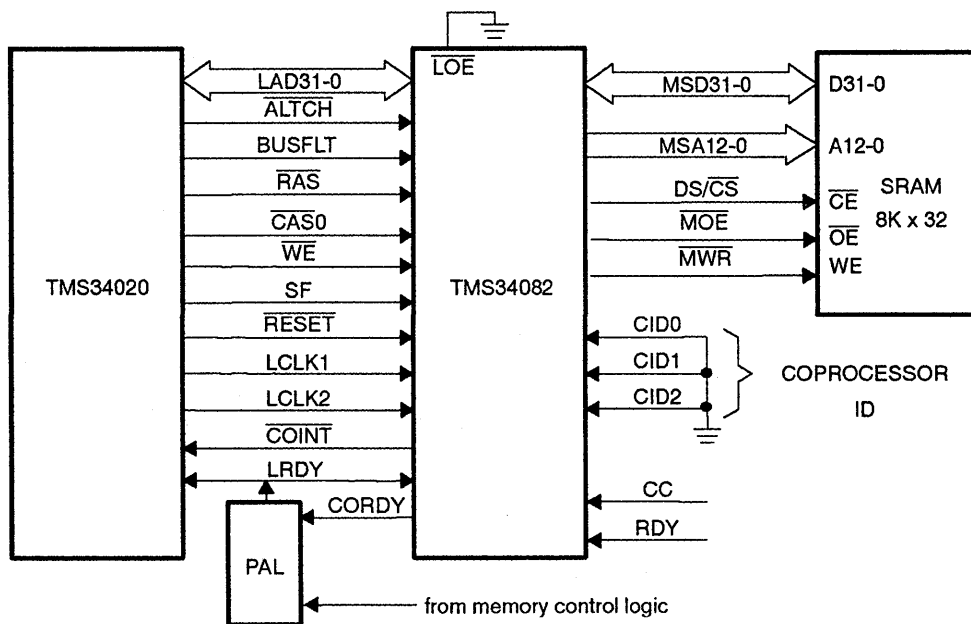 LOE
LAD31-0
MSD31-0
D31-0
ALTCH
BUSFLT
MSA12-0
A12-0
RAS
DS/CS
CE
SRAM
8K x 32
CAS0
MOE
OE
WE
MWR
WE
TMS34020
SF
TMS34082
RESET
CID0
LCLK1
CID1
COPROCESSOR
ID
LCLK2
CID2
COINT
LRDY
CORDY
CC
RDY
PAL
from memory control logic